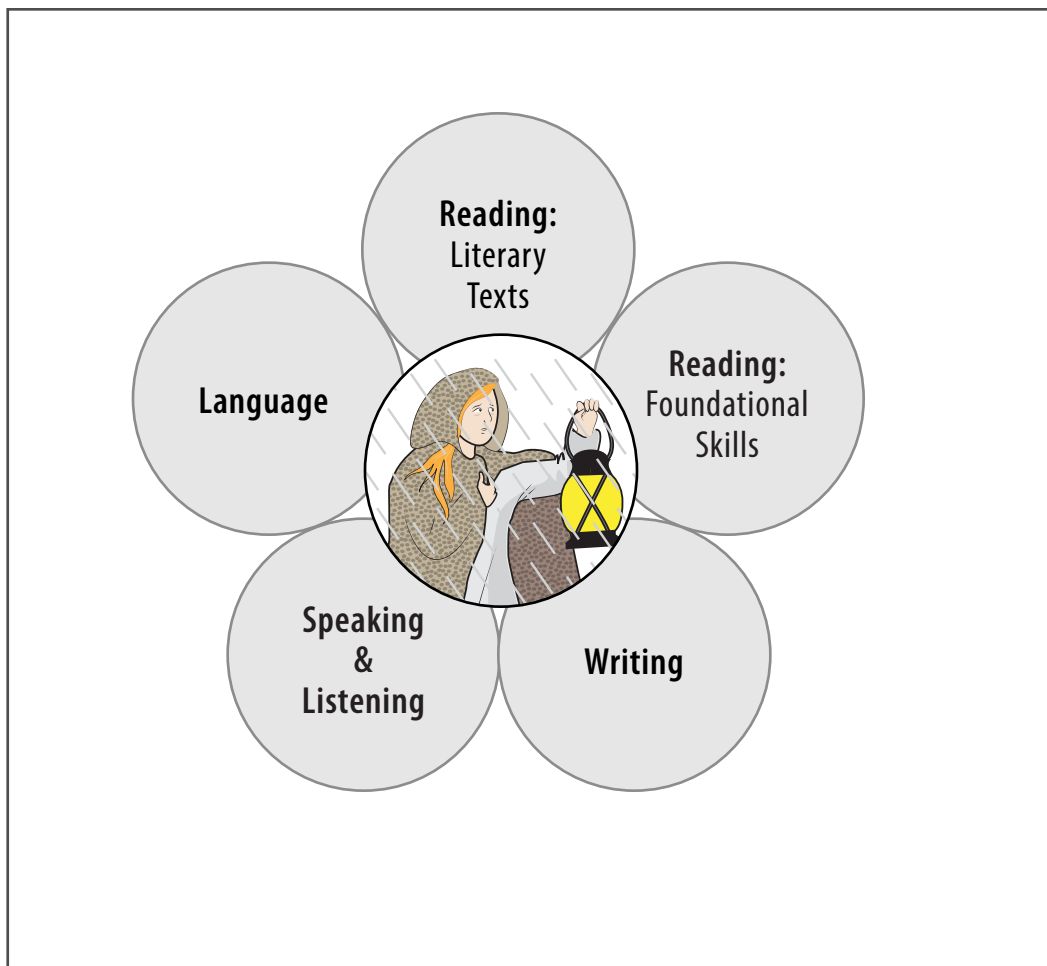 Reading:
Literary
Texts
Reading:
Foundational
Skills
Language
Speaking
&
Listening
Writing